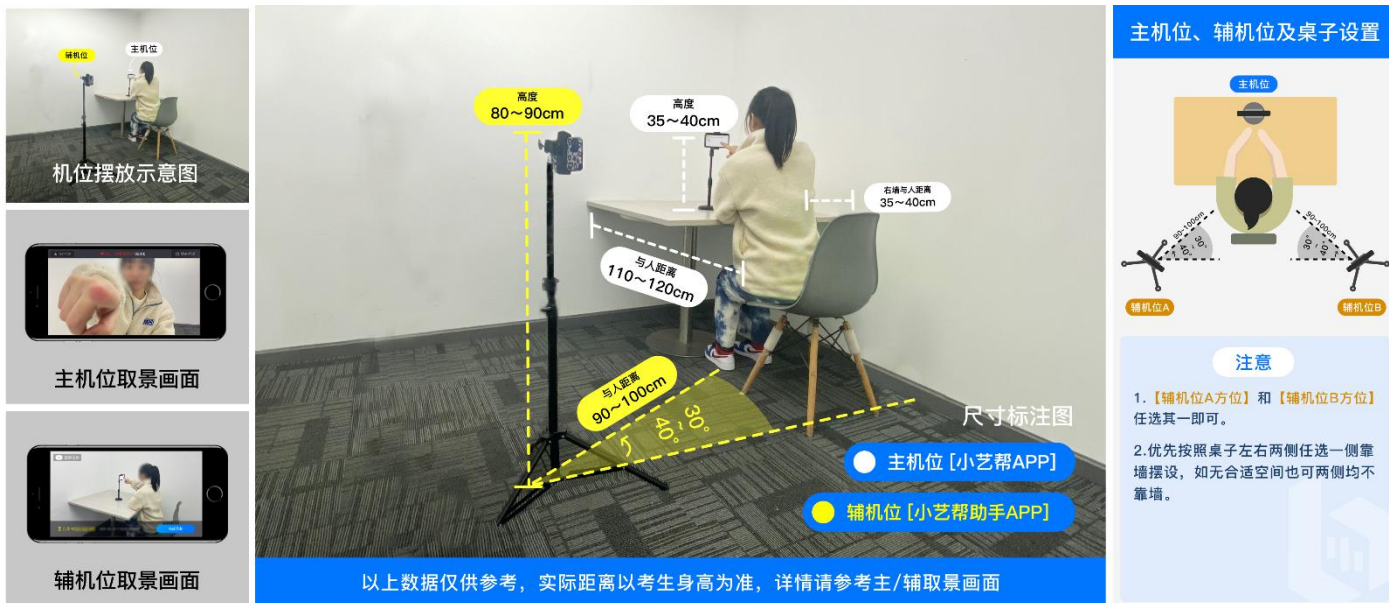 辅机位
主机位
机位摆放示意图
主机位取景画面
辅机位取景画面
高度
80～90cm
高度
35～40cm
右墙与人距离
35～40cm
与人距离
110～120cm
与人距离
90～100cm
30°
~
40°
尺寸标注图
主机位 [小艺帮APP]
辅机位 [小艺帮助手APP]
以上数据仅供参考，实际距离以考生身高为准，详情请参考主/辅取景画面
主机位、辅机位及桌子设置
主机位
90~100cm
30°
~
40°
90~100cm
30°
~
40°
辅机位A
辅机位B
注意
1.【辅机位A方位】和【辅机位B方位】
任选其一即可。
2.优先按照桌子左右两侧任选一侧靠
墙摆设，如无合适空间也可两侧均不
靠墙。